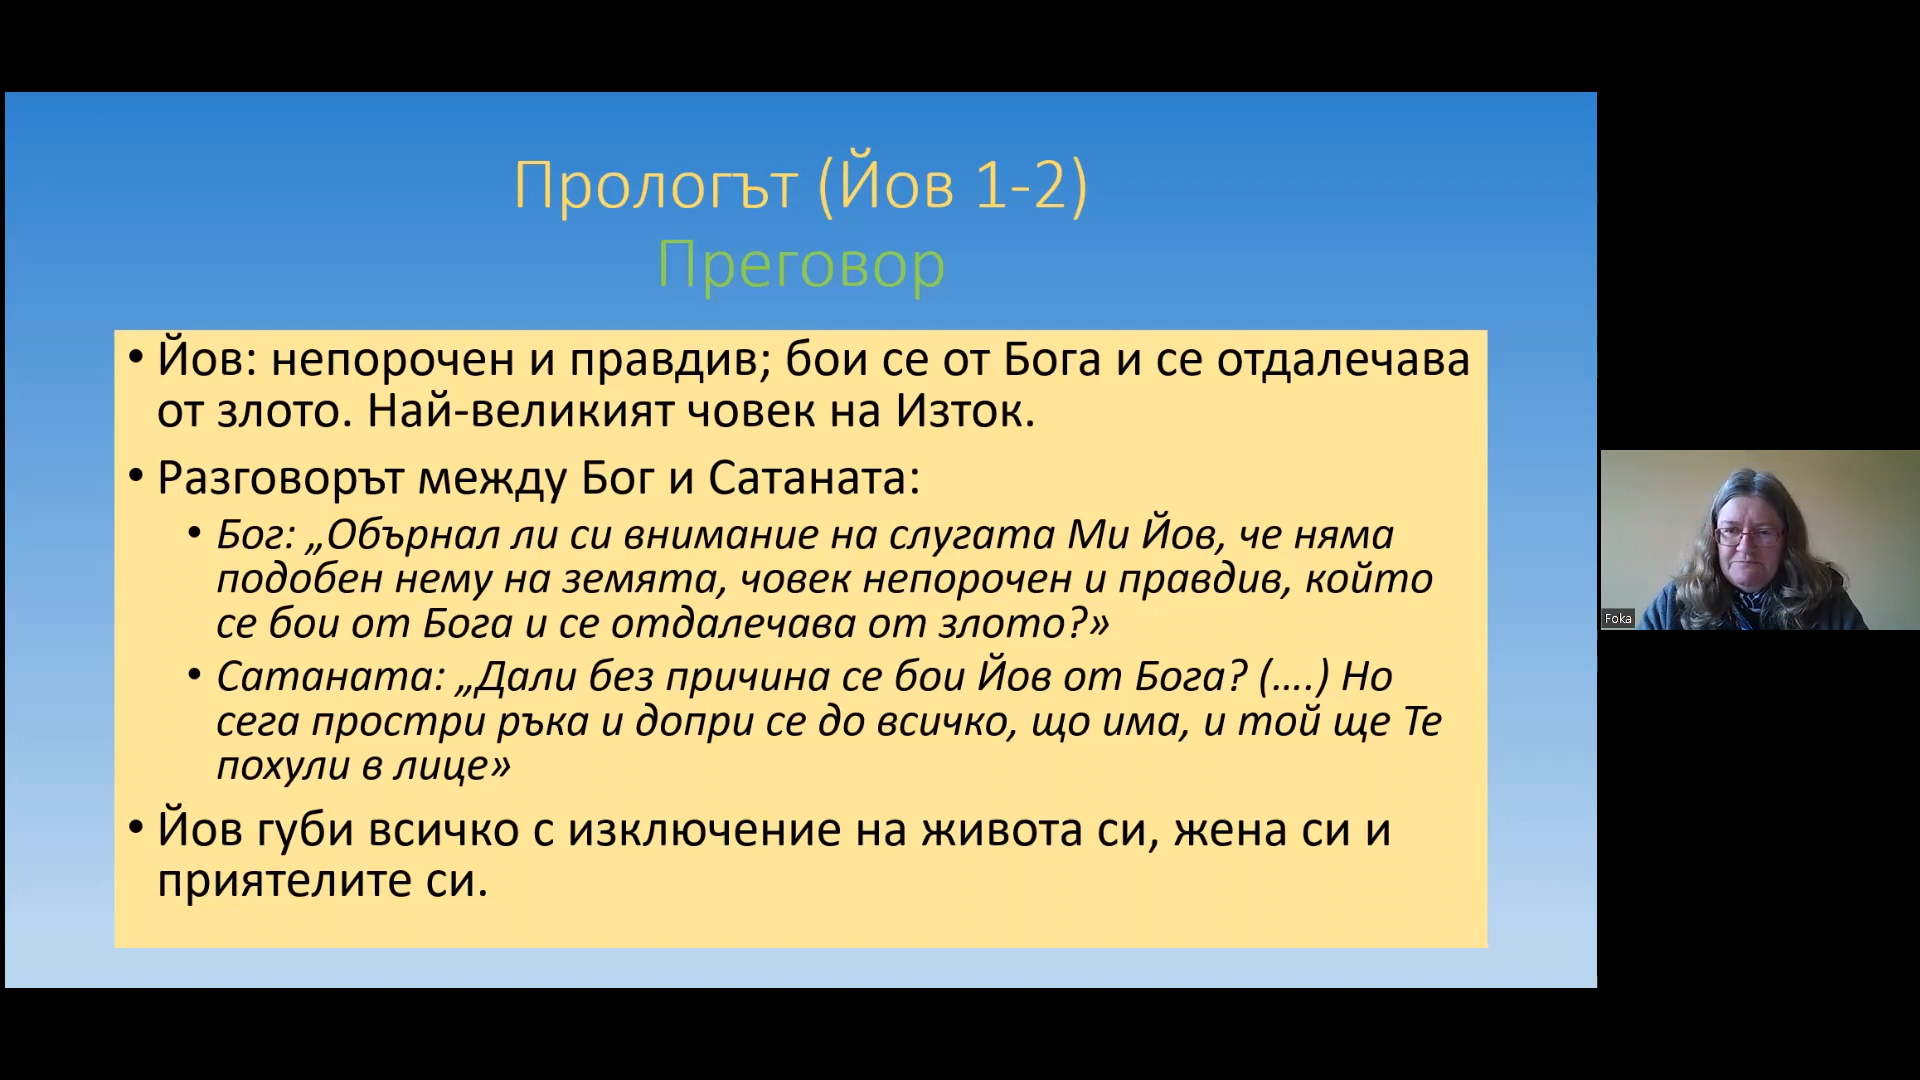 Прологът (Йов 1-2)
Преговор
• Йов: непорочен и правдив; бои се от Бога и се отдалечава
от злото. Най-великият човек на Изток.
• Разговорът между Бог и Сатаната:
• Бог: „Обърнал ли си внимание на слугата Ми Йов, че няма
подобен нему на земята, човек непорочен и правдив, който
се бои от Бога и се отдалечава от злото?»
• Сатаната: „Дали без причина се бои Йов от Бога? (….) Но
сега простри ръка и допри се до всичко, що има, и той ще Те
похули в лице»
• Йов губи всичко с изключение на живота си, жена си и
приятелите си.
Foka